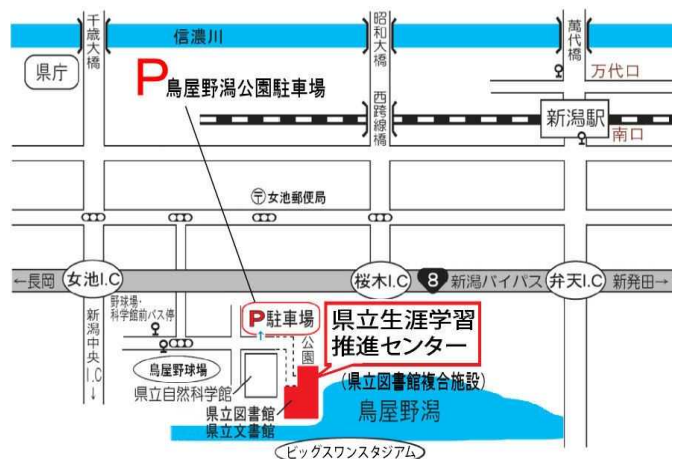 千歳大橋
信濃川
昭和大橋
萬代橋
県庁
P鳥屋野潟公園駐車場
万代口
西跨線橋
新潟駅
南口
〒女池郵便局
←長岡
女池I.C
桜木I.C
8
新潟バイパス
弁天I.C
新発田→
野球場・
科学館前バス停
P駐車場
公園
県立生涯学習
推進センター
新潟中央I.C↓
鳥屋野球場
県立自然科学館
(県立図書館複合施設)
県立図書館
県立文書館
鳥屋野潟
ビッグスワンスタジアム